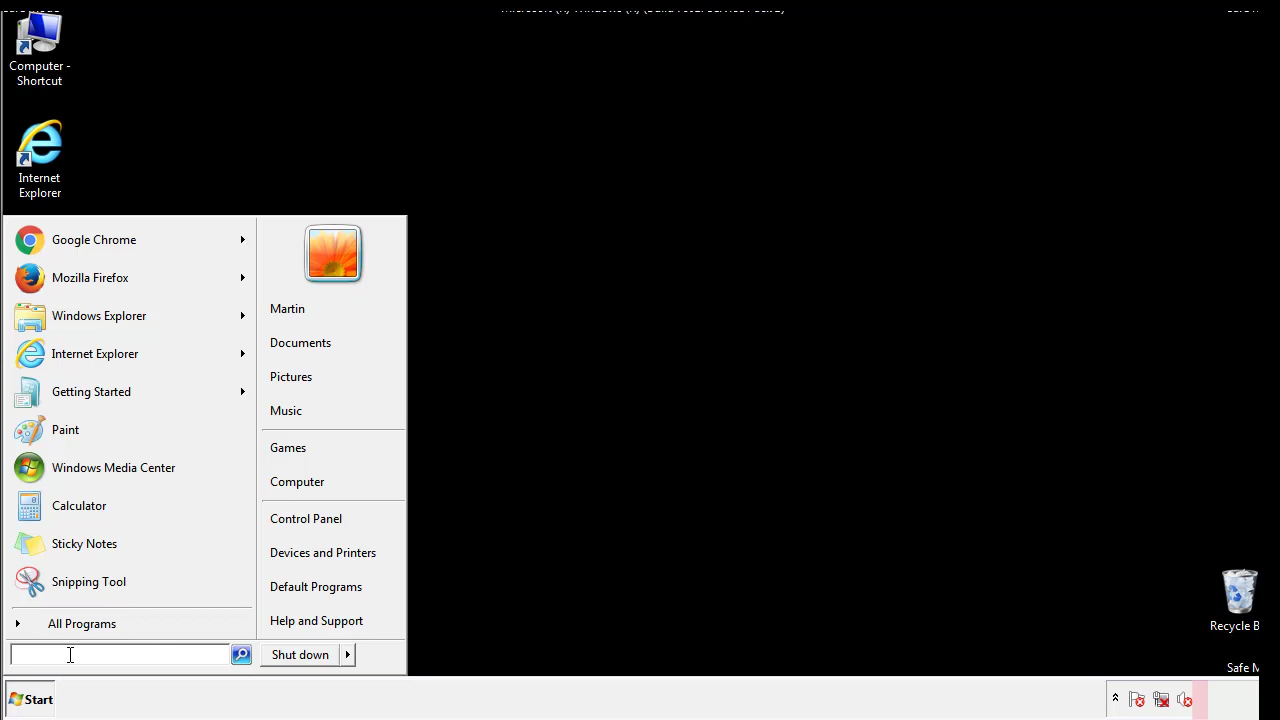 Computer -
Shortcut
Internet
Explorer
Google Chrome
Mozilla Firefox
Windows Explorer
Internet Explorer
Getting Started
Paint
Windows Media Center
Calculator
Sticky Notes
Snipping Tool
All Programs
Martin
Documents
Pictures
Music
Games
Computer
Control Panel
Devices and Printers
Default Programs
Help and Support
Shut down
Recycle B
Safe M
Start